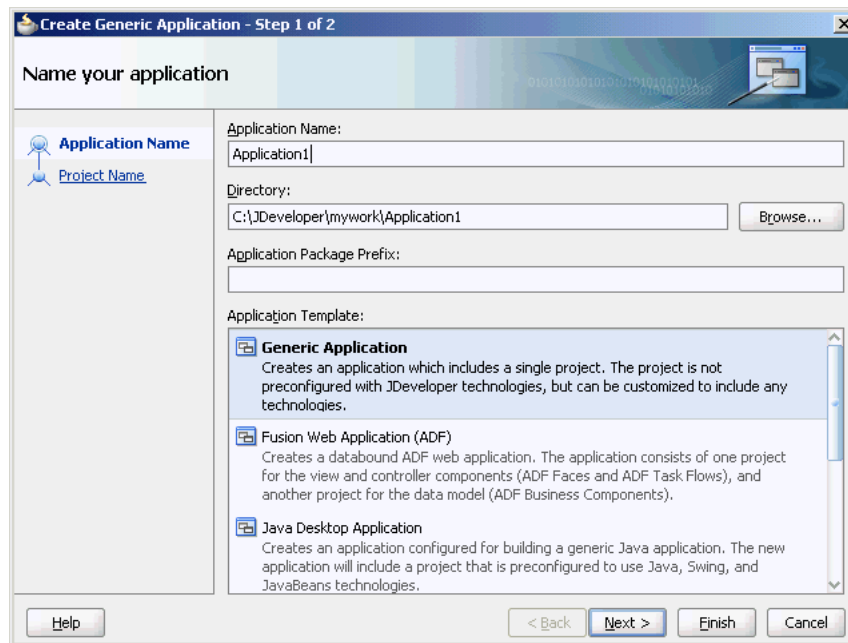 Create Generic Application - Step 1 of 2
Name your application
Application Name
Project Name
Application Name:
Application1
Directory:
C:\JDeveloper\mywork\Application1
Browse...
Application Package Prefix:
Application Template:
Generic Application
Creates an application which includes a single project. The project is not
preconfigured with JDeveloper technologies, but can be customized to include any
technologies.
Fusion Web Application (ADF)
Creates a databound ADF web application. The application consists of one project
for the view and controller components (ADF Faces and ADF Task Flows), and
another project for the data model (ADF Business Components).
Java Desktop Application
Creates an application configured for building a generic Java application. The new
application will include a project that is preconfigured to use Java, Swing, and
JavaBeans technologies.
Help
< Back
Next >
Finish
Cancel